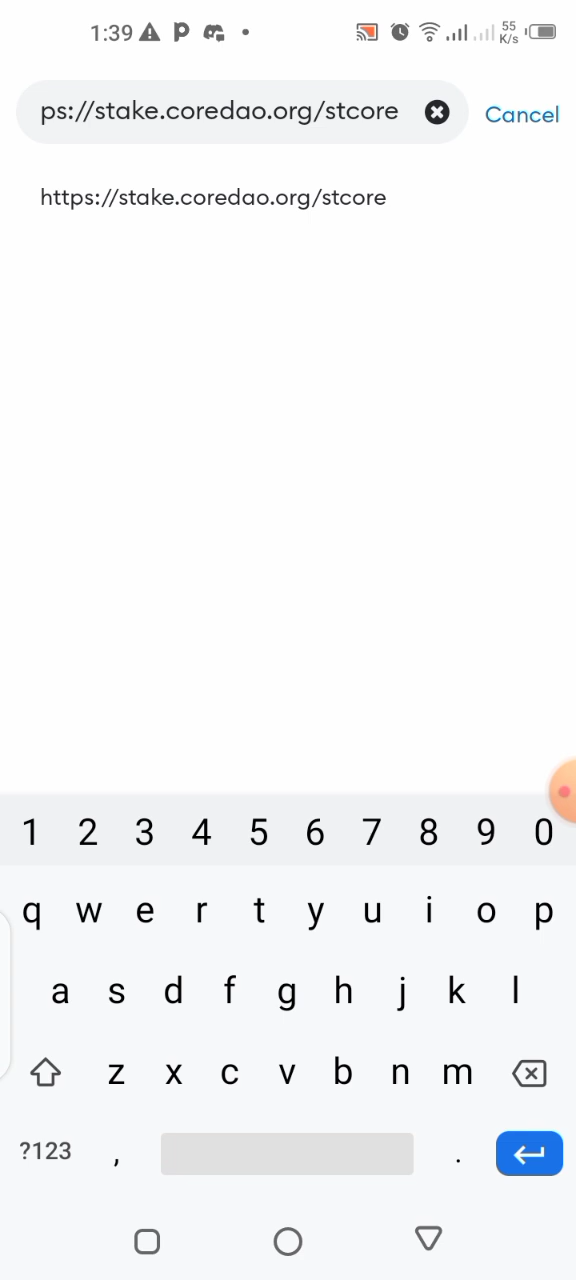 1:39
55
K/s
ps://stake.coredao.org/stcore
Cancel
https://stake.coredao.org/stcore
1 2 3 4 5 6 7 8 9 0
q w e r t y u i o p
a s d f g h j k l
z x c v b n m
?123 , .